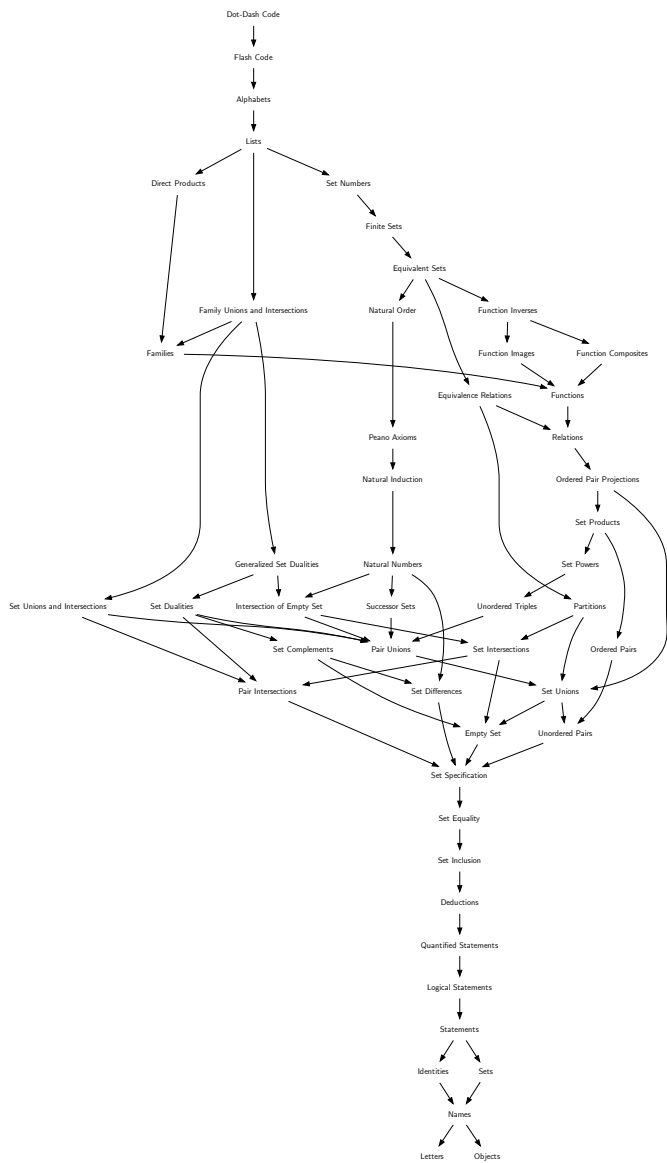 Dot-Dash Code
Flash Code
Alphabets
Lists
Direct Products
Set Numbers
Finite Sets
Equivalent Sets
Family Unions and Intersections
Natural Order
Function Inverses
Families
Function Images
Function Composites
Equivalence Relations
Functions
Peano Axioms
Relations
Natural Induction
Ordered Pair Projections
Set Products
Generalized Set Dualities
Natural Numbers
Set Powers
Set Unions and Intersections
Set Dualities
Intersection of Empty Set
Successor Sets
Unordered Triples
Partitions
Set Complements
Pair Unions
Set Intersections
Ordered Pairs
Pair Intersections
Set Differences
Set Unions
Empty Set
Unordered Pairs
Set Specification
Set Equality
Set Inclusion
Deductions
Quantified Statements
Logical Statements
Statements
Identities
Sets
Names
Letters
Objects